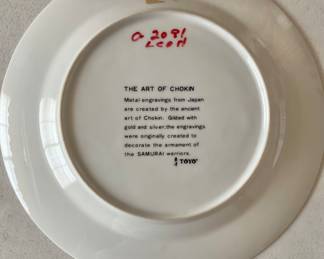 a 2091
LCOH
THE ART OF CHOKIN
Metal engravings from Japan
are created by the ancient
art of Chokin. Gilded with
gold and silver,the engravings
were originally created to
decorate the armament of
the SAMURAI warriors.
TOYO